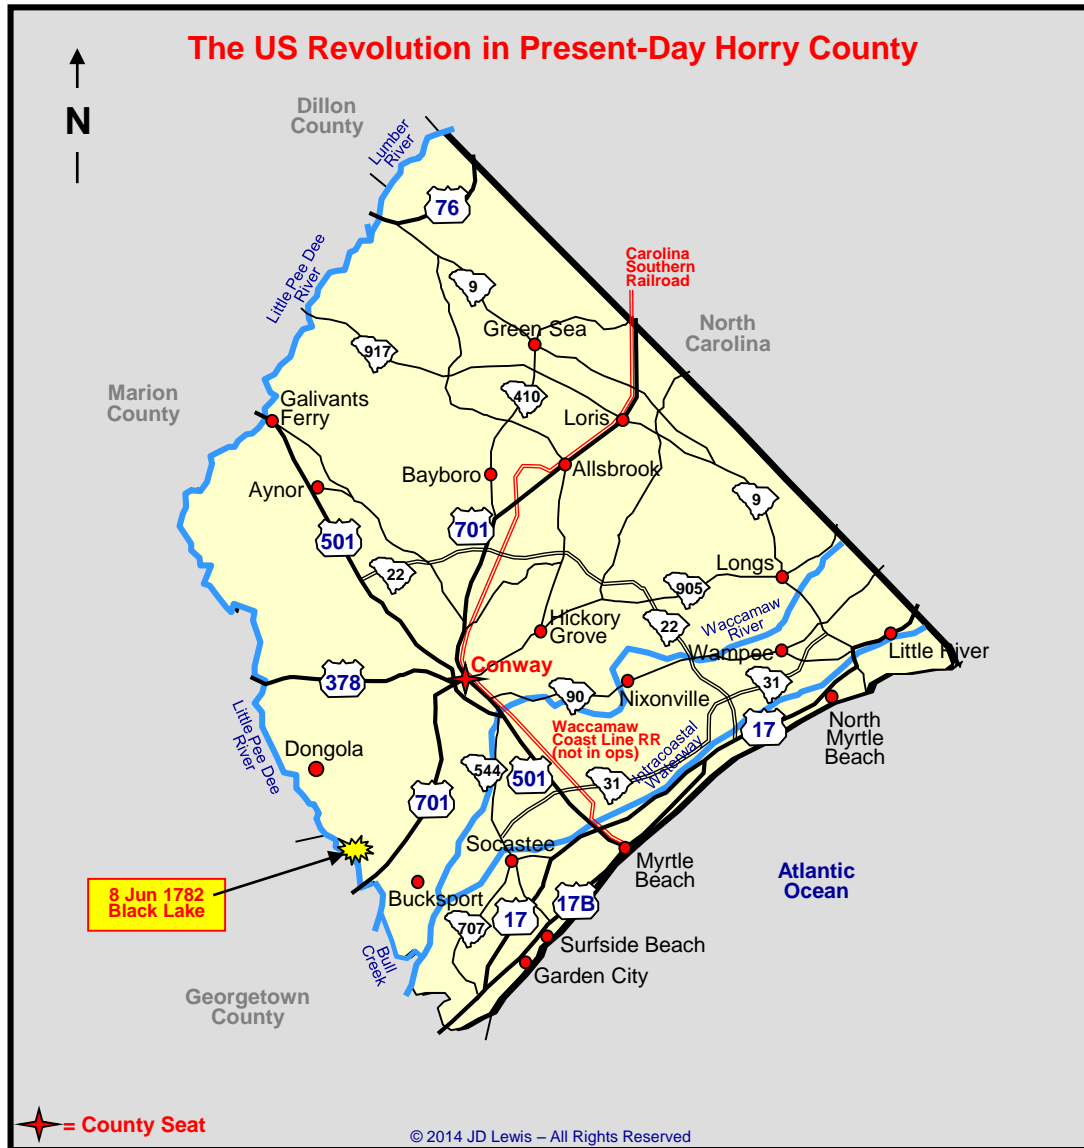 The US Revolution in Present-Day Horry County
N
Dillon
County
Lumber
River
76
Carolina
Southern
Railroad
Little Pee Dee
River
9
Green Sea
North
Carolina
917
Marion
County
Galivants
Ferry
410
Loris
Bayboro
Allsbrook
Aynor
9
501
701
22
Longs
905
Hickory
Grove
22
Waccamaw
River
Wampee
Little River
Conway
378
90
Nixonville
31
17
North
Myrtle
Beach
Waccamaw
Coast Line RR
(not in ops)
Little Pee Dee
River
Dongola
544
501
31
Intracoastal
Waterway
701
Socastee
Myrtle
Beach
Atlantic
Ocean
8 Jun 1782
Black Lake
Bucksport
17B
17
707
Bull
Creek
Surfside Beach
Garden City
Georgetown
County
= County Seat
© 2014 JD Lewis – All Rights Reserved